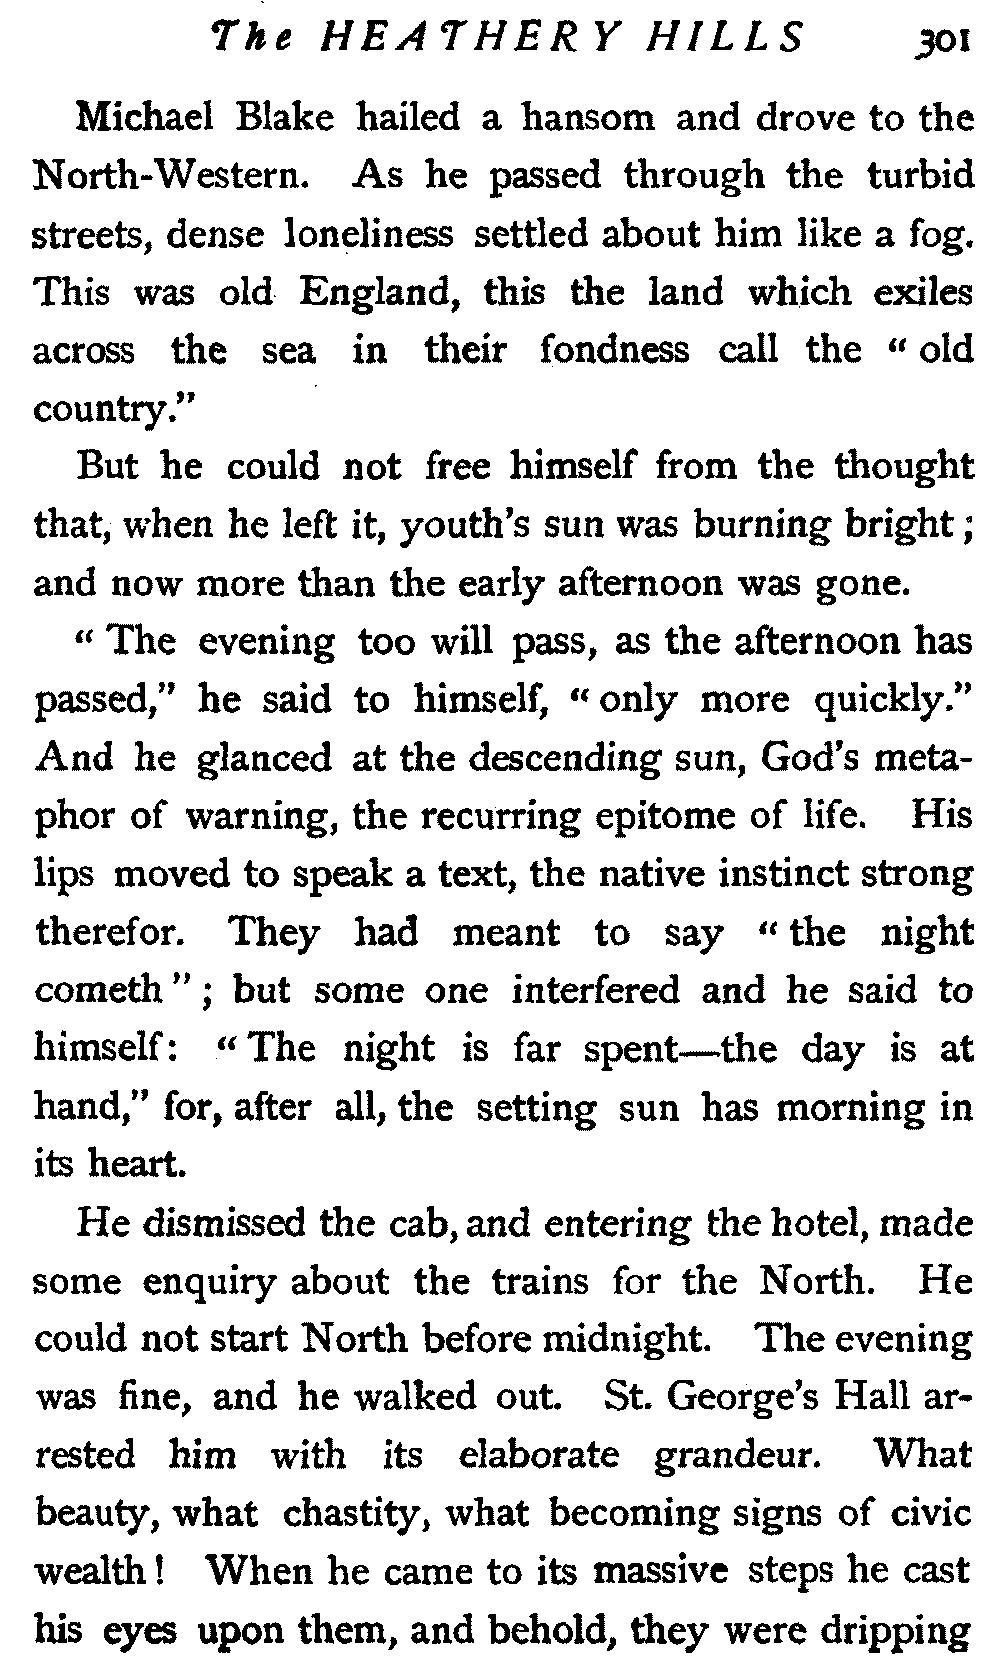 The HEATHERY HILLS 301
Michael Blake hailed a hansom and drove to the
North-Western. As he passed through the turbid
streets, dense loneliness settled about him like a fog.
This was old England, this the land which exiles
across the sea in their fondness call the “ old
country.”
But he could not free himself from the thought
that, when he left it, youth’s sun was burning bright ;
and now more than the early afternoon was gone.
“ The evening too will pass, as the afternoon has
passed,” he said to himself, “ only more quickly.”
And he glanced at the descending sun, God’s meta-
phor of warning, the recurring epitome of life. His
lips moved to speak a text, the native instinct strong
therefor. They had meant to say “ the night
cometh ” ; but some one interfered and he said to
himself: “ The night is far spent—the day is at
hand,” for, after all, the setting sun has morning in
its heart.
He dismissed the cab, and entering the hotel, made
some enquiry about the trains for the North. He
could not start North before midnight. The evening
was fine, and he walked out. St. George’s Hall ar-
rested him with its elaborate grandeur. What
beauty, what chastity, what becoming signs of civic
wealth ! When he came to its massive steps he cast
his eyes upon them, and behold, they were dripping